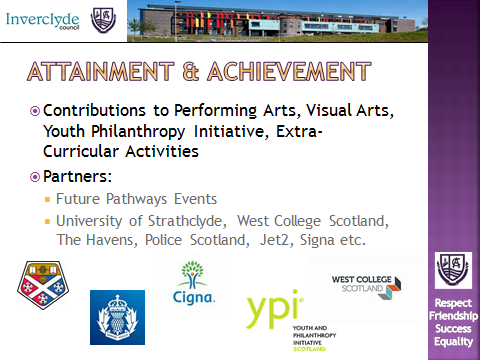 Inverclyde
council
ATTAINMENT & ACHIEVEMENT
Contributions to Performing Arts, Visual Arts,
Youth Philanthropy Initiative, Extra-
Curricular Activities
Partners:
Future Pathways Events
University of Strathclyde, West College Scotland,
The Havens, Police Scotland, Jet2, Signa etc.
Cigna.
ypi
YOUTH AND
PHILANTHROPY
INITIATIVE
SCOTLAND
WEST COLLEGE
SCOTLAND
Respect
Friendship
Success
Equality